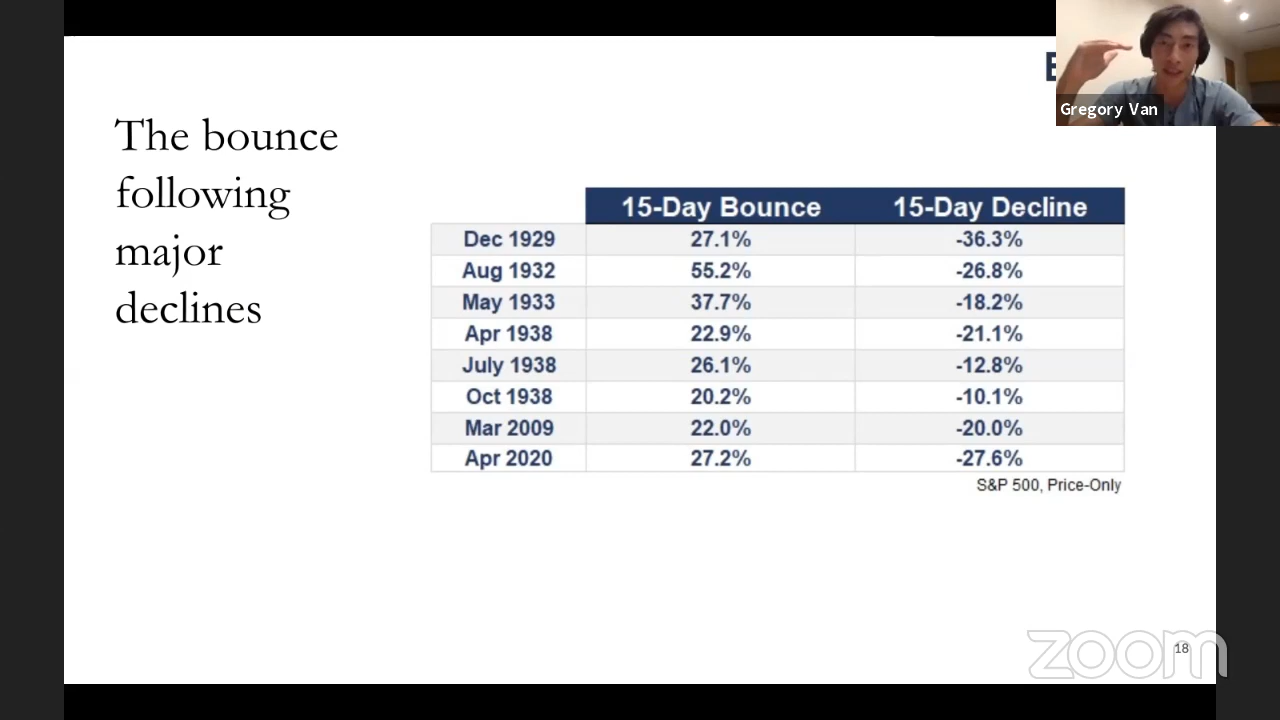 Gregory Van
The bounce
following
major
declines
15-Day Bounce 15-Day Decline
Dec 1929 27.1% -36.3%
Aug 1932 55.2% -26.8%
May 1933 37.7% -18.2%
Apr 1938 22.9% -21.1%
July 1938 26.1% -12.8%
Oct 1938 20.2% -10.1%
Mar 2009 22.0% -20.0%
Apr 2020 27.2% -27.6%
S&P 500, Price-Only
zoom
18